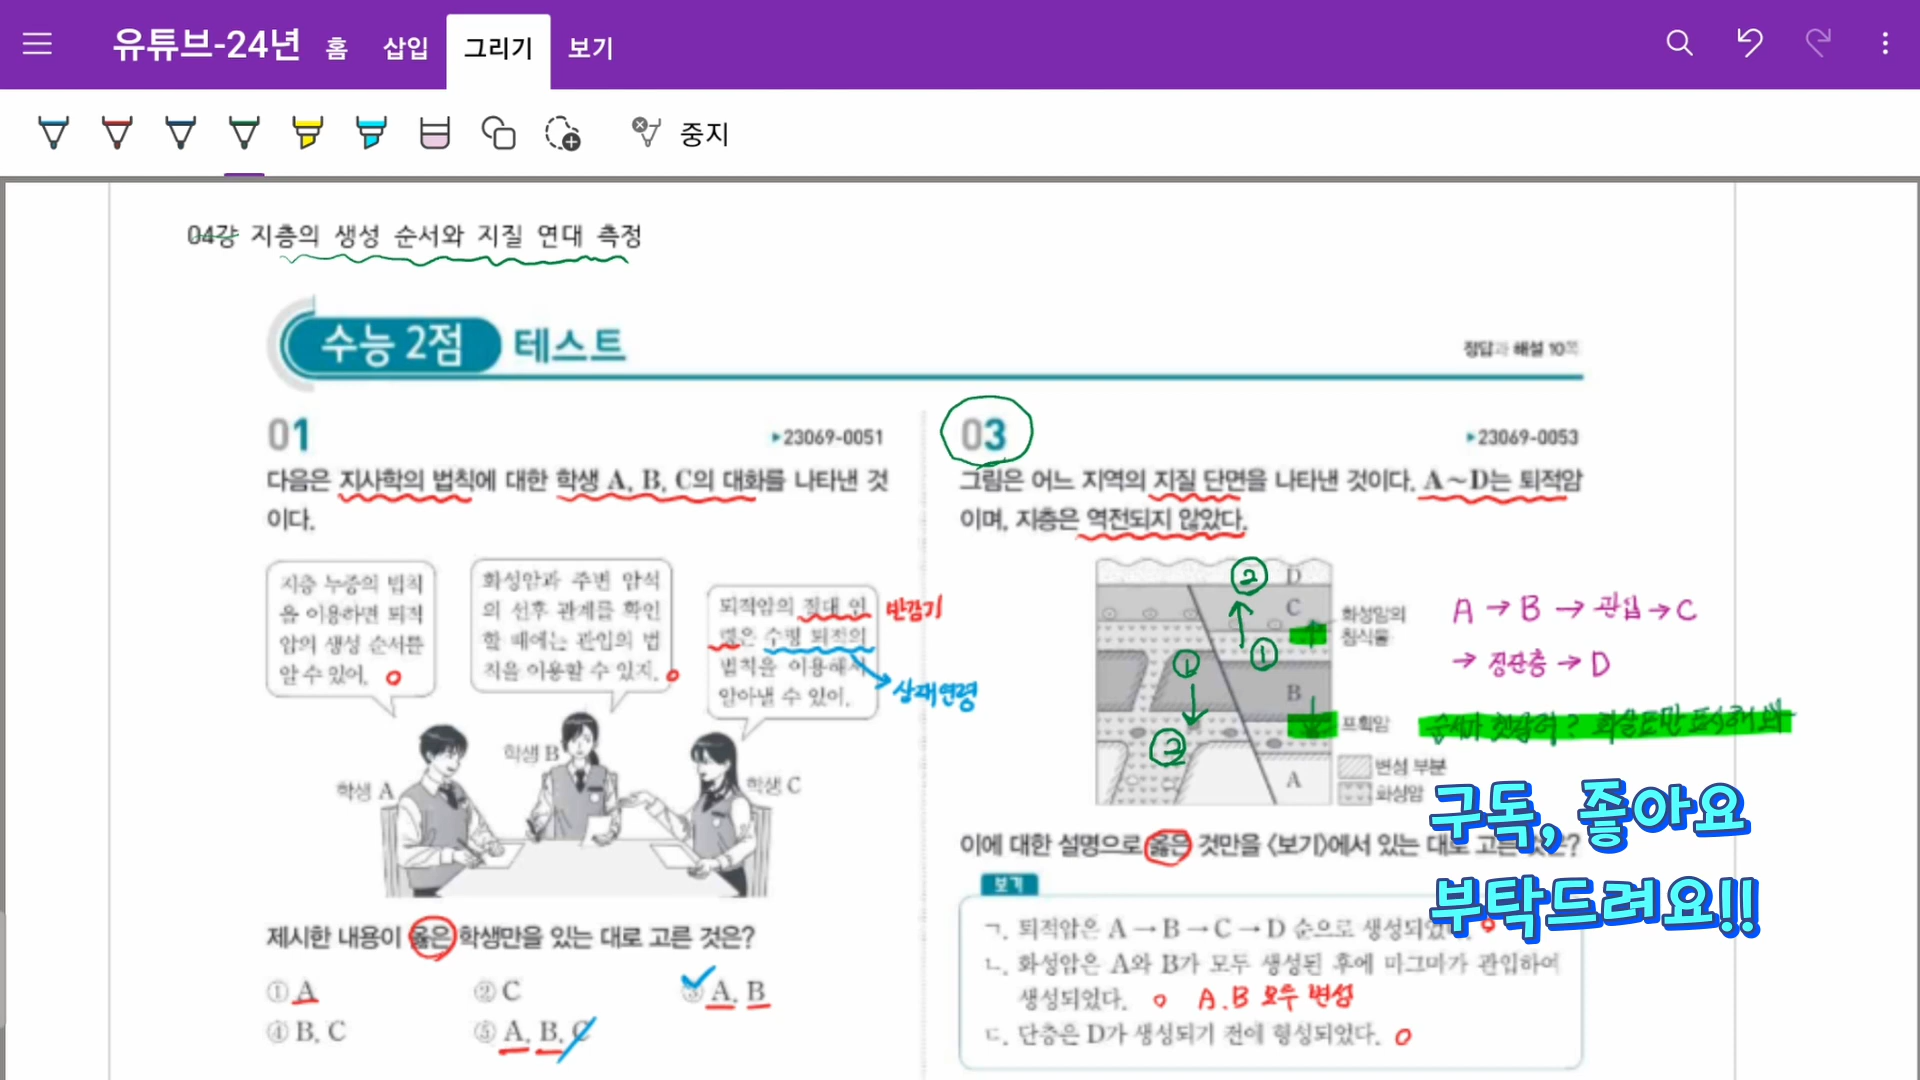 유튜브-24년
홈
삽입
그리기
보기
중지
04강 지층의 생성 순서와 지질 연대 측정
수능 2점 테스트
정답과 해설 10쪽
01
23069-0051
다음은 지사학의 법칙에 대한 학생 A, B, C의 대화를 나타낸 것
이다.
지층 누중의 법칙
을 이용하면 퇴적
암의 생성 순서를
알 수 있어.
화성암과 주변 암석
의 선후 관계를 확인
할 때에는 관입의 법
칙을 이용할 수 있지.
퇴적암의 절대 연
령은 수평 퇴적의
법칙을 이용해서
알아낼 수 있어.
반감기
상대연령
학생 A
학생 B
학생 C
제시한 내용이 옳은 학생만을 있는 대로 고른 것은?
① A
② C
③ A, B
④ B, C
⑤ A, B, C
03
23069-0053
그림은 어느 지역의 지질 단면을 나타낸 것이다. A~D는 퇴적암
이며, 지층은 역전되지 않았다.
② D
C
①
①
B
②
A
화성암의
침식물
포획암
변성 부분
화성암
A → B → 관입 → C
→ 정단층 → D
순서가 헷갈려?
구독, 좋아요
부탁드려요!!
이에 대한 설명으로 옳은 것만을 <보기>에서 있는 대로 고른 것은?
보기
ㄱ. 퇴적암은 A → B → C → D 순으로 생성되었다.
ㄴ. 화성암은 A와 B가 모두 생성된 후에 마그마가 관입하여
생성되었다. A.B 모두 변성
ㄷ. 단층은 D가 생성되기 전에 형성되었다.